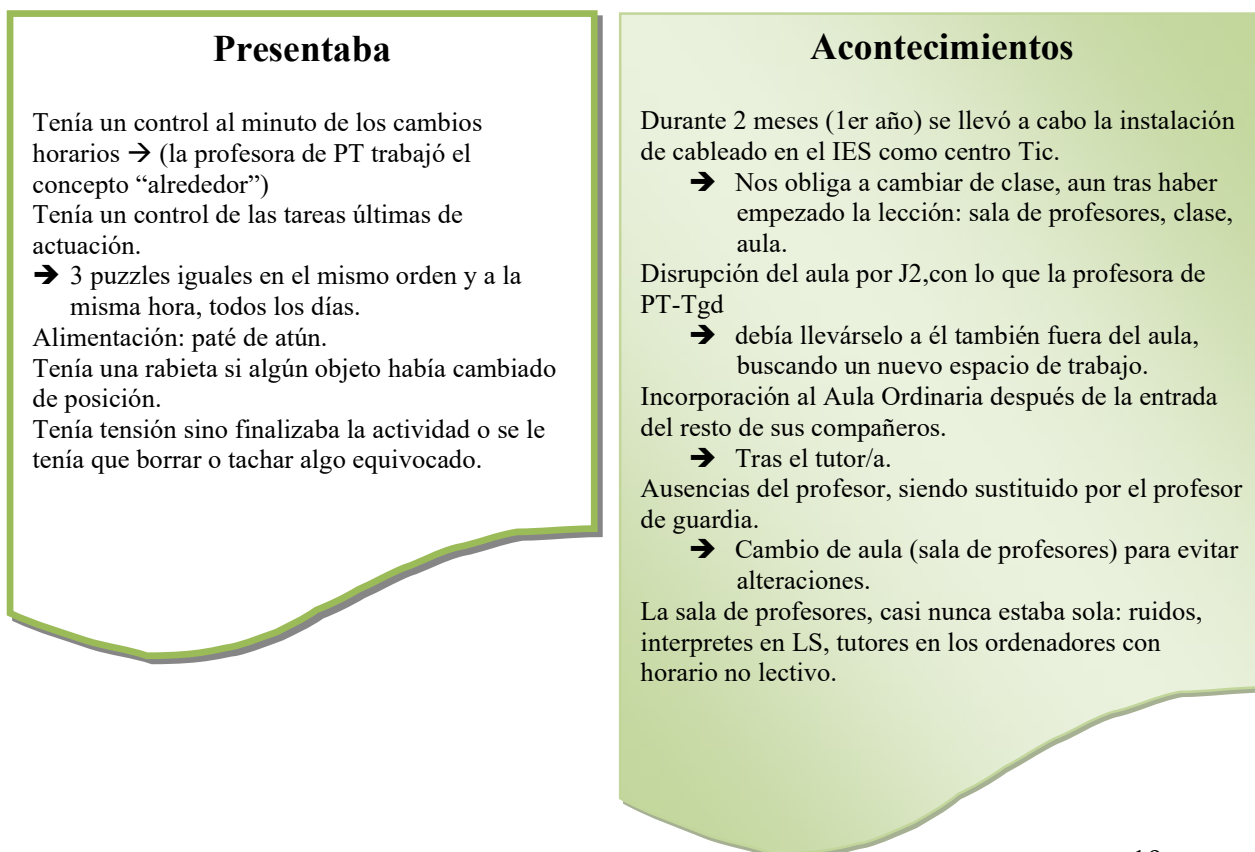 Presentaba
Tenía un control al minuto de los cambios
horarios → (la profesora de PT trabajó el
concepto “alrededor”)
Tenía un control de las tareas últimas de
actuación.
➔ 3 puzzles iguales en el mismo orden y a la
misma hora, todos los días.
Alimentación: paté de atún.
Tenía una rabieta si algún objeto había cambiado
de posición.
Tenía tensión sino finalizaba la actividad o se le
tenía que borrar o tachar algo equivocado.
Acontecimientos
Durante 2 meses (1er año) se llevó a cabo la instalación
de cableado en el IES como centro Tic.
➔ Nos obliga a cambiar de clase, aun tras haber
empezado la lección: sala de profesores, clase,
aula.
Disrupción del aula por J2,con lo que la profesora de
PT-Tgd
➔ debía llevárselo a él también fuera del aula,
buscando un nuevo espacio de trabajo.
Incorporación al Aula Ordinaria después de la entrada
del resto de sus compañeros.
➔ Tras el tutor/a.
Ausencias del profesor, siendo sustituido por el profesor
de guardia.
➔ Cambio de aula (sala de profesores) para evitar
alteraciones.
La sala de profesores, casi nunca estaba sola: ruidos,
interpretes en LS, tutores en los ordenadores con
horario no lectivo.